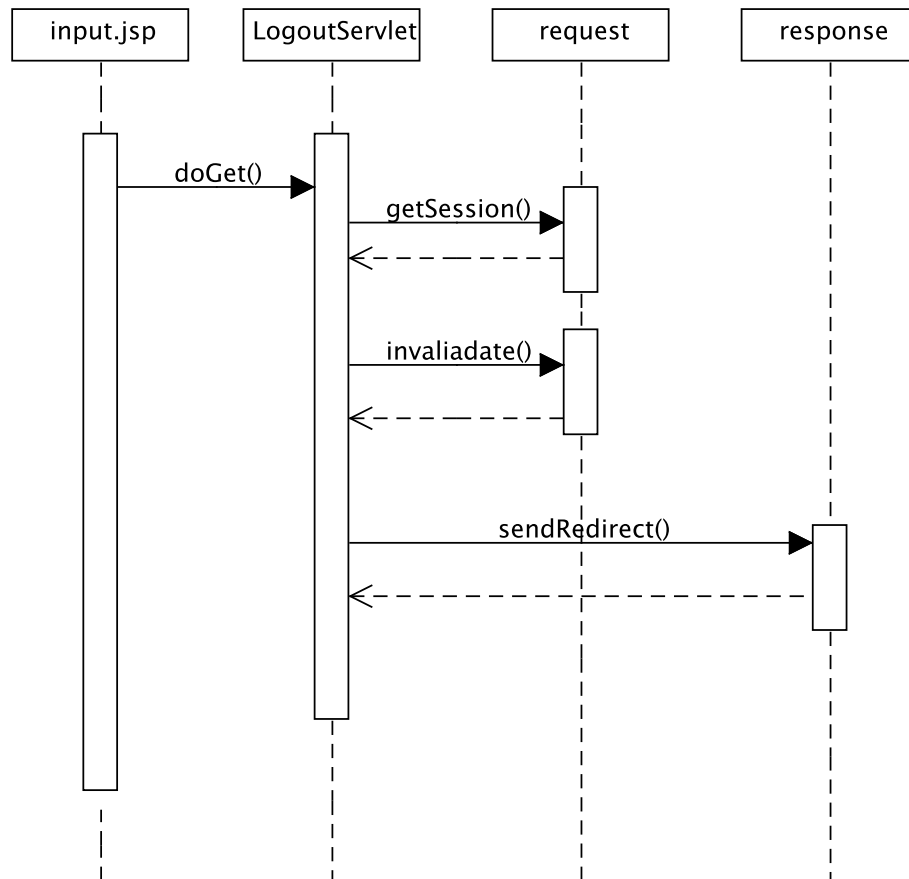 input.jsp
LogoutServlet
request
response
doGet()
getSession()
invaliadate()
sendRedirect()